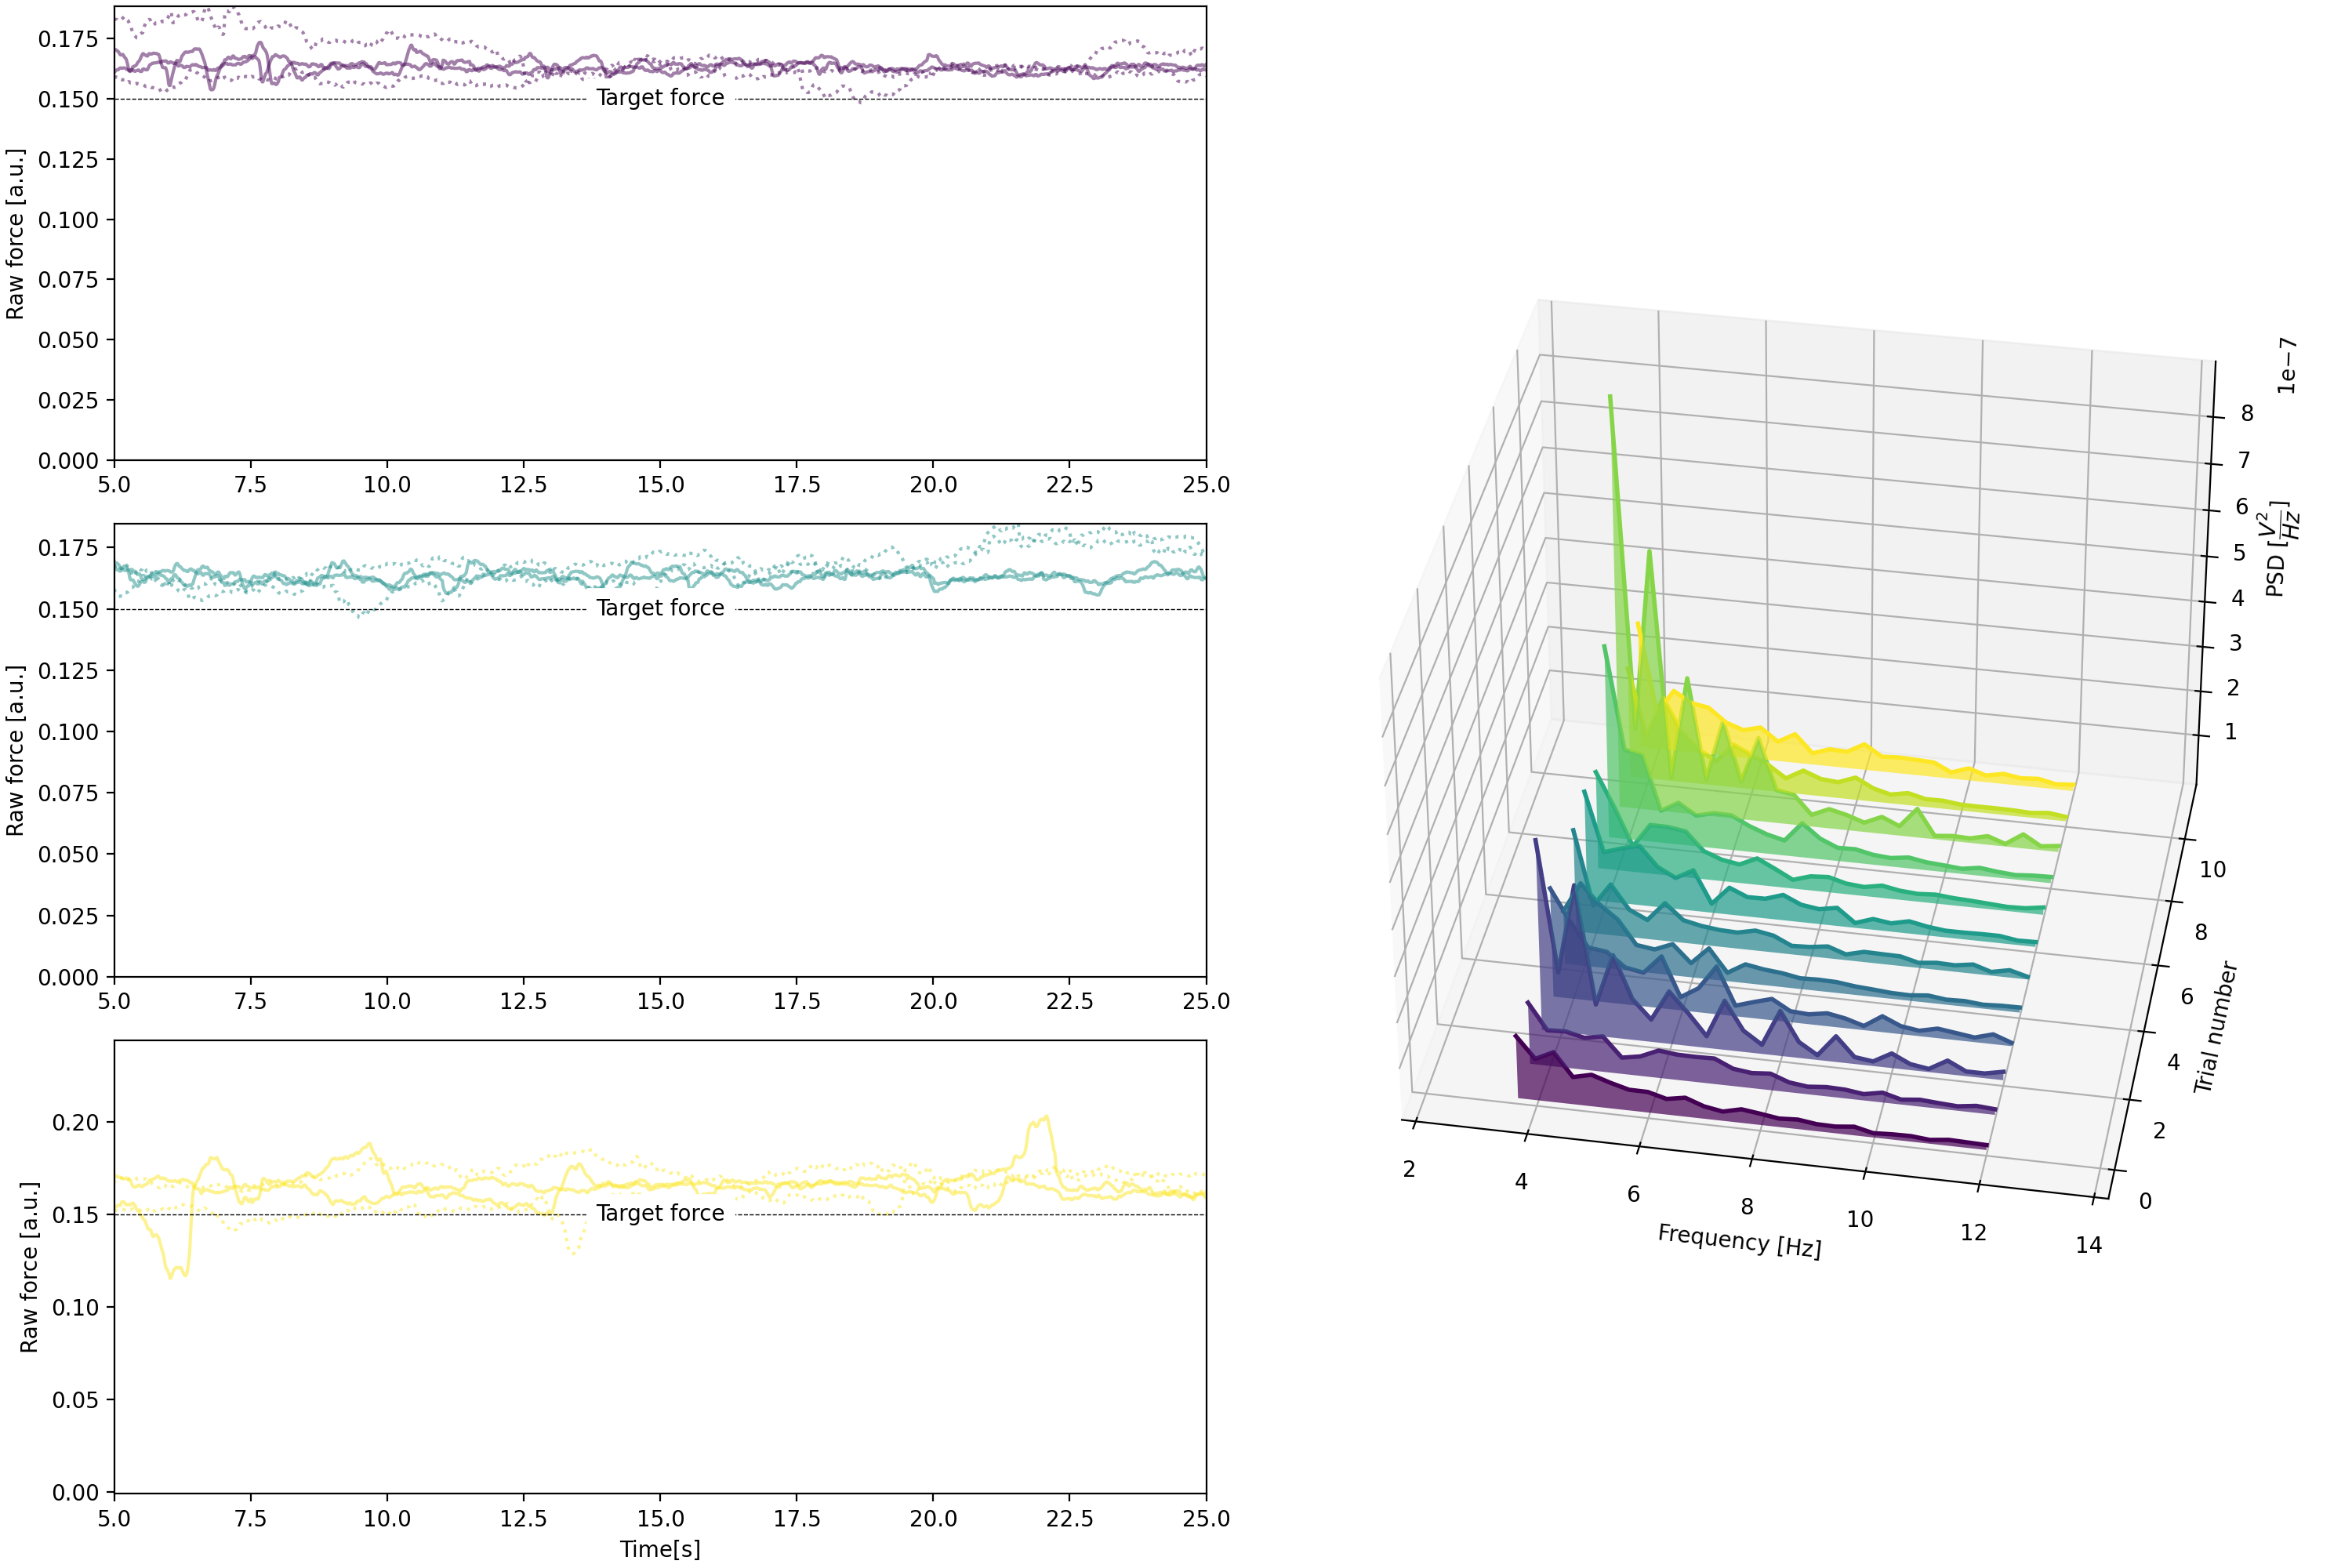 0.175
0.150
0.125
0.100
0.075
0.050
0.025
0.000
Raw force [a.u.]
Target force
5.0 7.5 10.0 12.5 15.0 17.5 20.0 22.5 25.0
0.175
0.150
0.125
0.100
0.075
0.050
0.025
0.000
Raw force [a.u.]
Target force
5.0 7.5 10.0 12.5 15.0 17.5 20.0 22.5 25.0
0.20
0.15
0.10
0.05
0.00
Raw force [a.u.]
Target force
5.0 7.5 10.0 12.5 15.0 17.5 20.0 22.5 25.0
Time[s]
1e−7
8
7
6
5
4
3
2
1
PSD [V²/Hz]
10
8
6
4
2
0
Trial number
2 4 6 8 10 12 14
Frequency [Hz]